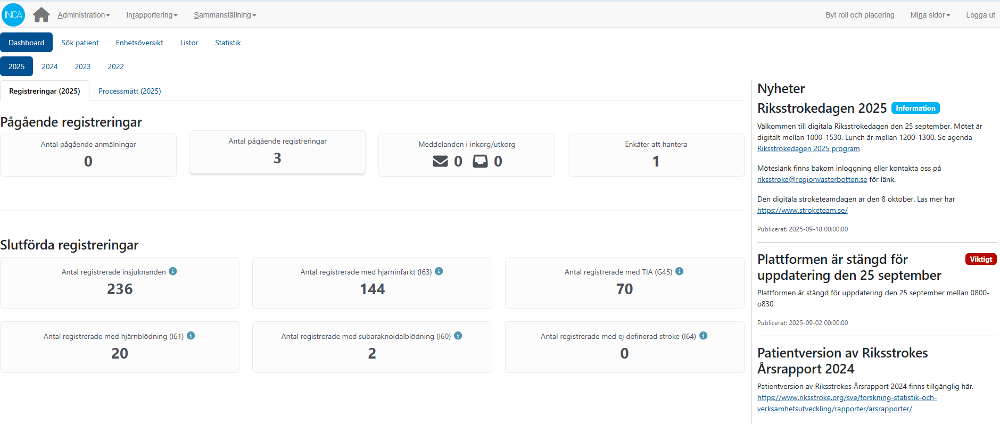 INCA
Administration
Inrapportering
Sammanställning
Byt roll och placering
Mina sidor
Logga ut
Dashboard
Sök patient
Enhetsöversikt
Listor
Statistik
2025
2024
2023
2022
Registreringar (2025)
Processmått (2025)
Pågående registreringar
Antal pågående anmälningar
0
Antal pågående registreringar
3
Meddelanden i inkorg/utkorg
0 0
Enkäter att hantera
1
Slutförda registreringar
Antal registrerade insjuknanden
236
Antal registrerade med hjärninfarkt (I63)
144
Antal registrerade med TIA (G45)
70
Antal registrerade med hjärnblödning (I61)
20
Antal registrerade med subaraknoidalblödning (I60)
2
Antal registrerade med ej definerad stroke (I64)
0
Nyheter
Riksstrokedagen 2025 Information
Välkommen till digitala Riksstrokedagen den 25 september. Mötet är
digitalt mellan 1000-1530. Lunch är mellan 1200-1300. Se agenda
Riksstrokedagen 2025 program
Möteslänk finns bakom inloggning eller kontakta oss på
riksstroke@regionvasterbotten.se för länk.
Den digitala stroketeamdagen är den 8 oktober. Läs mer här
https://www.stroketeam.se/
Publicerat: 2025-09-18 00:00:00
Plattformen är stängd för Viktigt
uppdatering den 25 september
Plattformen är stängd för uppdatering den 25 september mellan 0800-
o830
Publicerat: 2025-09-02 00:00:00
Patientversion av Riksstrokes
Årsrapport 2024
Patientversion av Riksstrokes Årsrapport 2024 finns tillgänglig här.
https://www.riksstroke.org/sve/forskning-statistik-och-
verksamhetsutveckling/rapporter/arsrapporter/